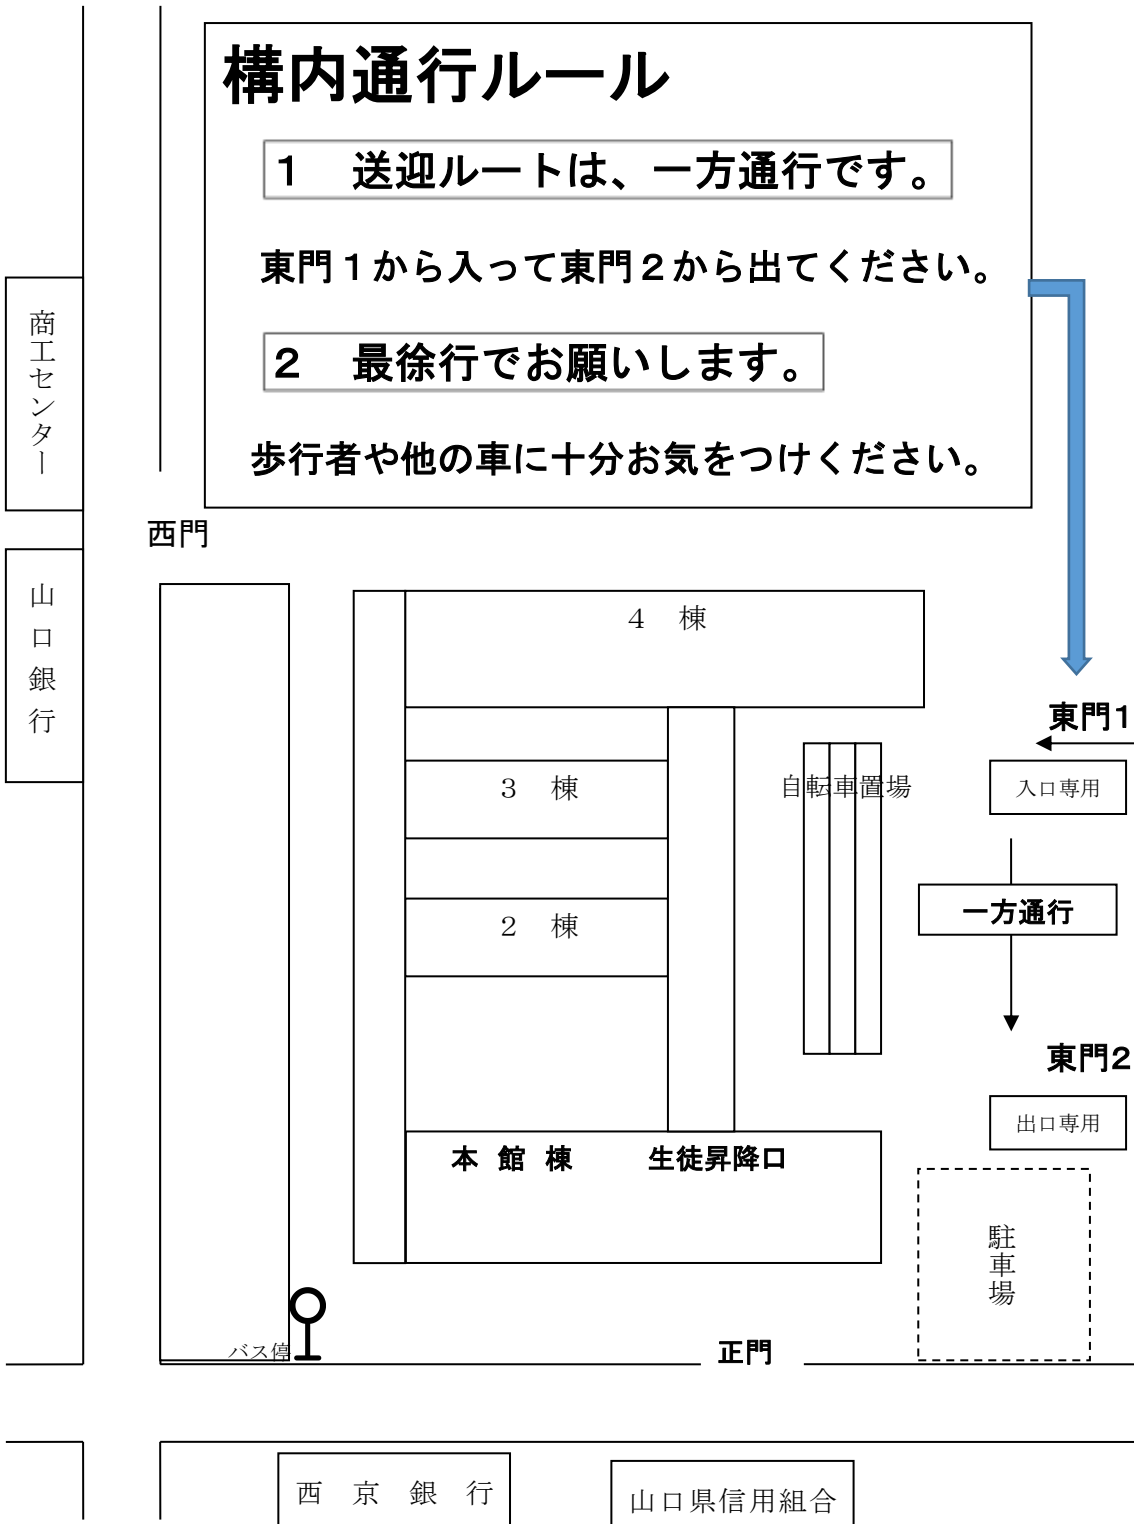 構内通行ルール
１　送迎ルートは、一方通行です。
東門１から入って東門２から出てください。
２　最徐行でお願いします。
歩行者や他の車に十分お気をつけください。
商工センター
西門
山口銀行
４　棟
東門1
３　棟
自転車置場
入口専用
２　棟
一方通行
東門2
出口専用
本 館 棟
生徒昇降口
駐車場
バス停
正門
西 京 銀 行
山口県信用組合